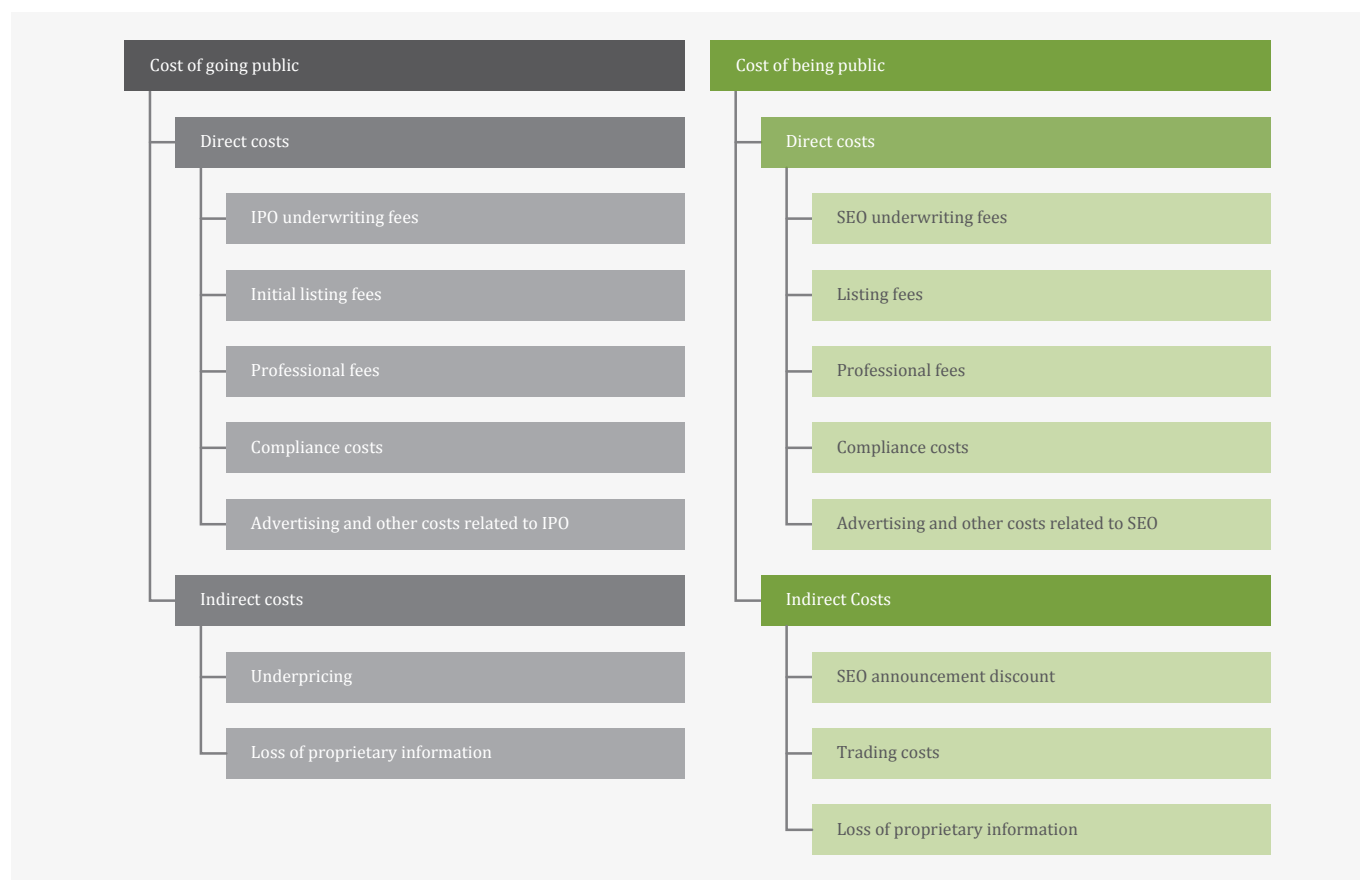 Cost of going public
Direct costs
IPO underwriting fees
Initial listing fees
Professional fees
Compliance costs
Advertising and other costs related to IPO
Indirect costs
Underpricing
Loss of proprietary information
Cost of being public
Direct costs
SEO underwriting fees
Listing fees
Professional fees
Compliance costs
Advertising and other costs related to SEO
Indirect Costs
SEO announcement discount
Trading costs
Loss of proprietary information